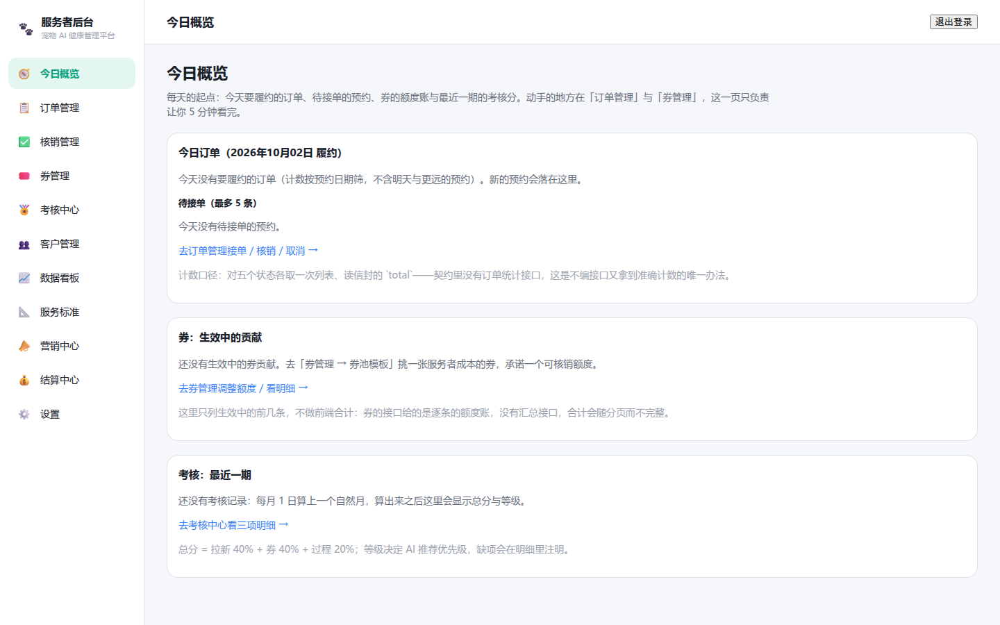 服务者后台
宠物 AI 健康管理平台
今日概览
订单管理
核销管理
券管理
考核中心
客户管理
数据看板
服务标准
营销中心
结算中心
设置
今日概览
退出登录
今日概览
每天的起点：今天要履约的订单、待接单的预约、券的额度账与最近一期的考核分。动手的地方在「订单管理」与「券管理」，这一页只负责
让你 5 分钟看完。
今日订单（2026年10月02日 履约）
今天没有要履约的订单（计数按预约日期筛，不含明天与更远的预约）。新的预约会落在这里。
待接单（最多 5 条）
今天没有待接单的预约。
去订单管理接单 / 核销 / 取消 →
计数口径：对五个状态各取一次列表、读信封的 `total`——契约里没有订单统计接口，这是不编接口又拿到准确计数的唯一办法。
券：生效中的贡献
还没有生效中的券贡献。去「券管理 → 券池模板」挑一张服务者成本的券，承诺一个可核销额度。
去券管理调整额度 / 看明细 →
这里只列生效中的前几条，不做前端合计：券的接口给的是逐条的额度账，没有汇总接口，合计会随分页而不完整。
考核：最近一期
还没有考核记录：每月 1 日算上一个自然月，算出来之后这里会显示总分与等级。
去考核中心看三项明细 →
总分 = 拉新 40% + 券 40% + 过程 20%；等级决定 AI 推荐优先级，缺项会在明细里注明。